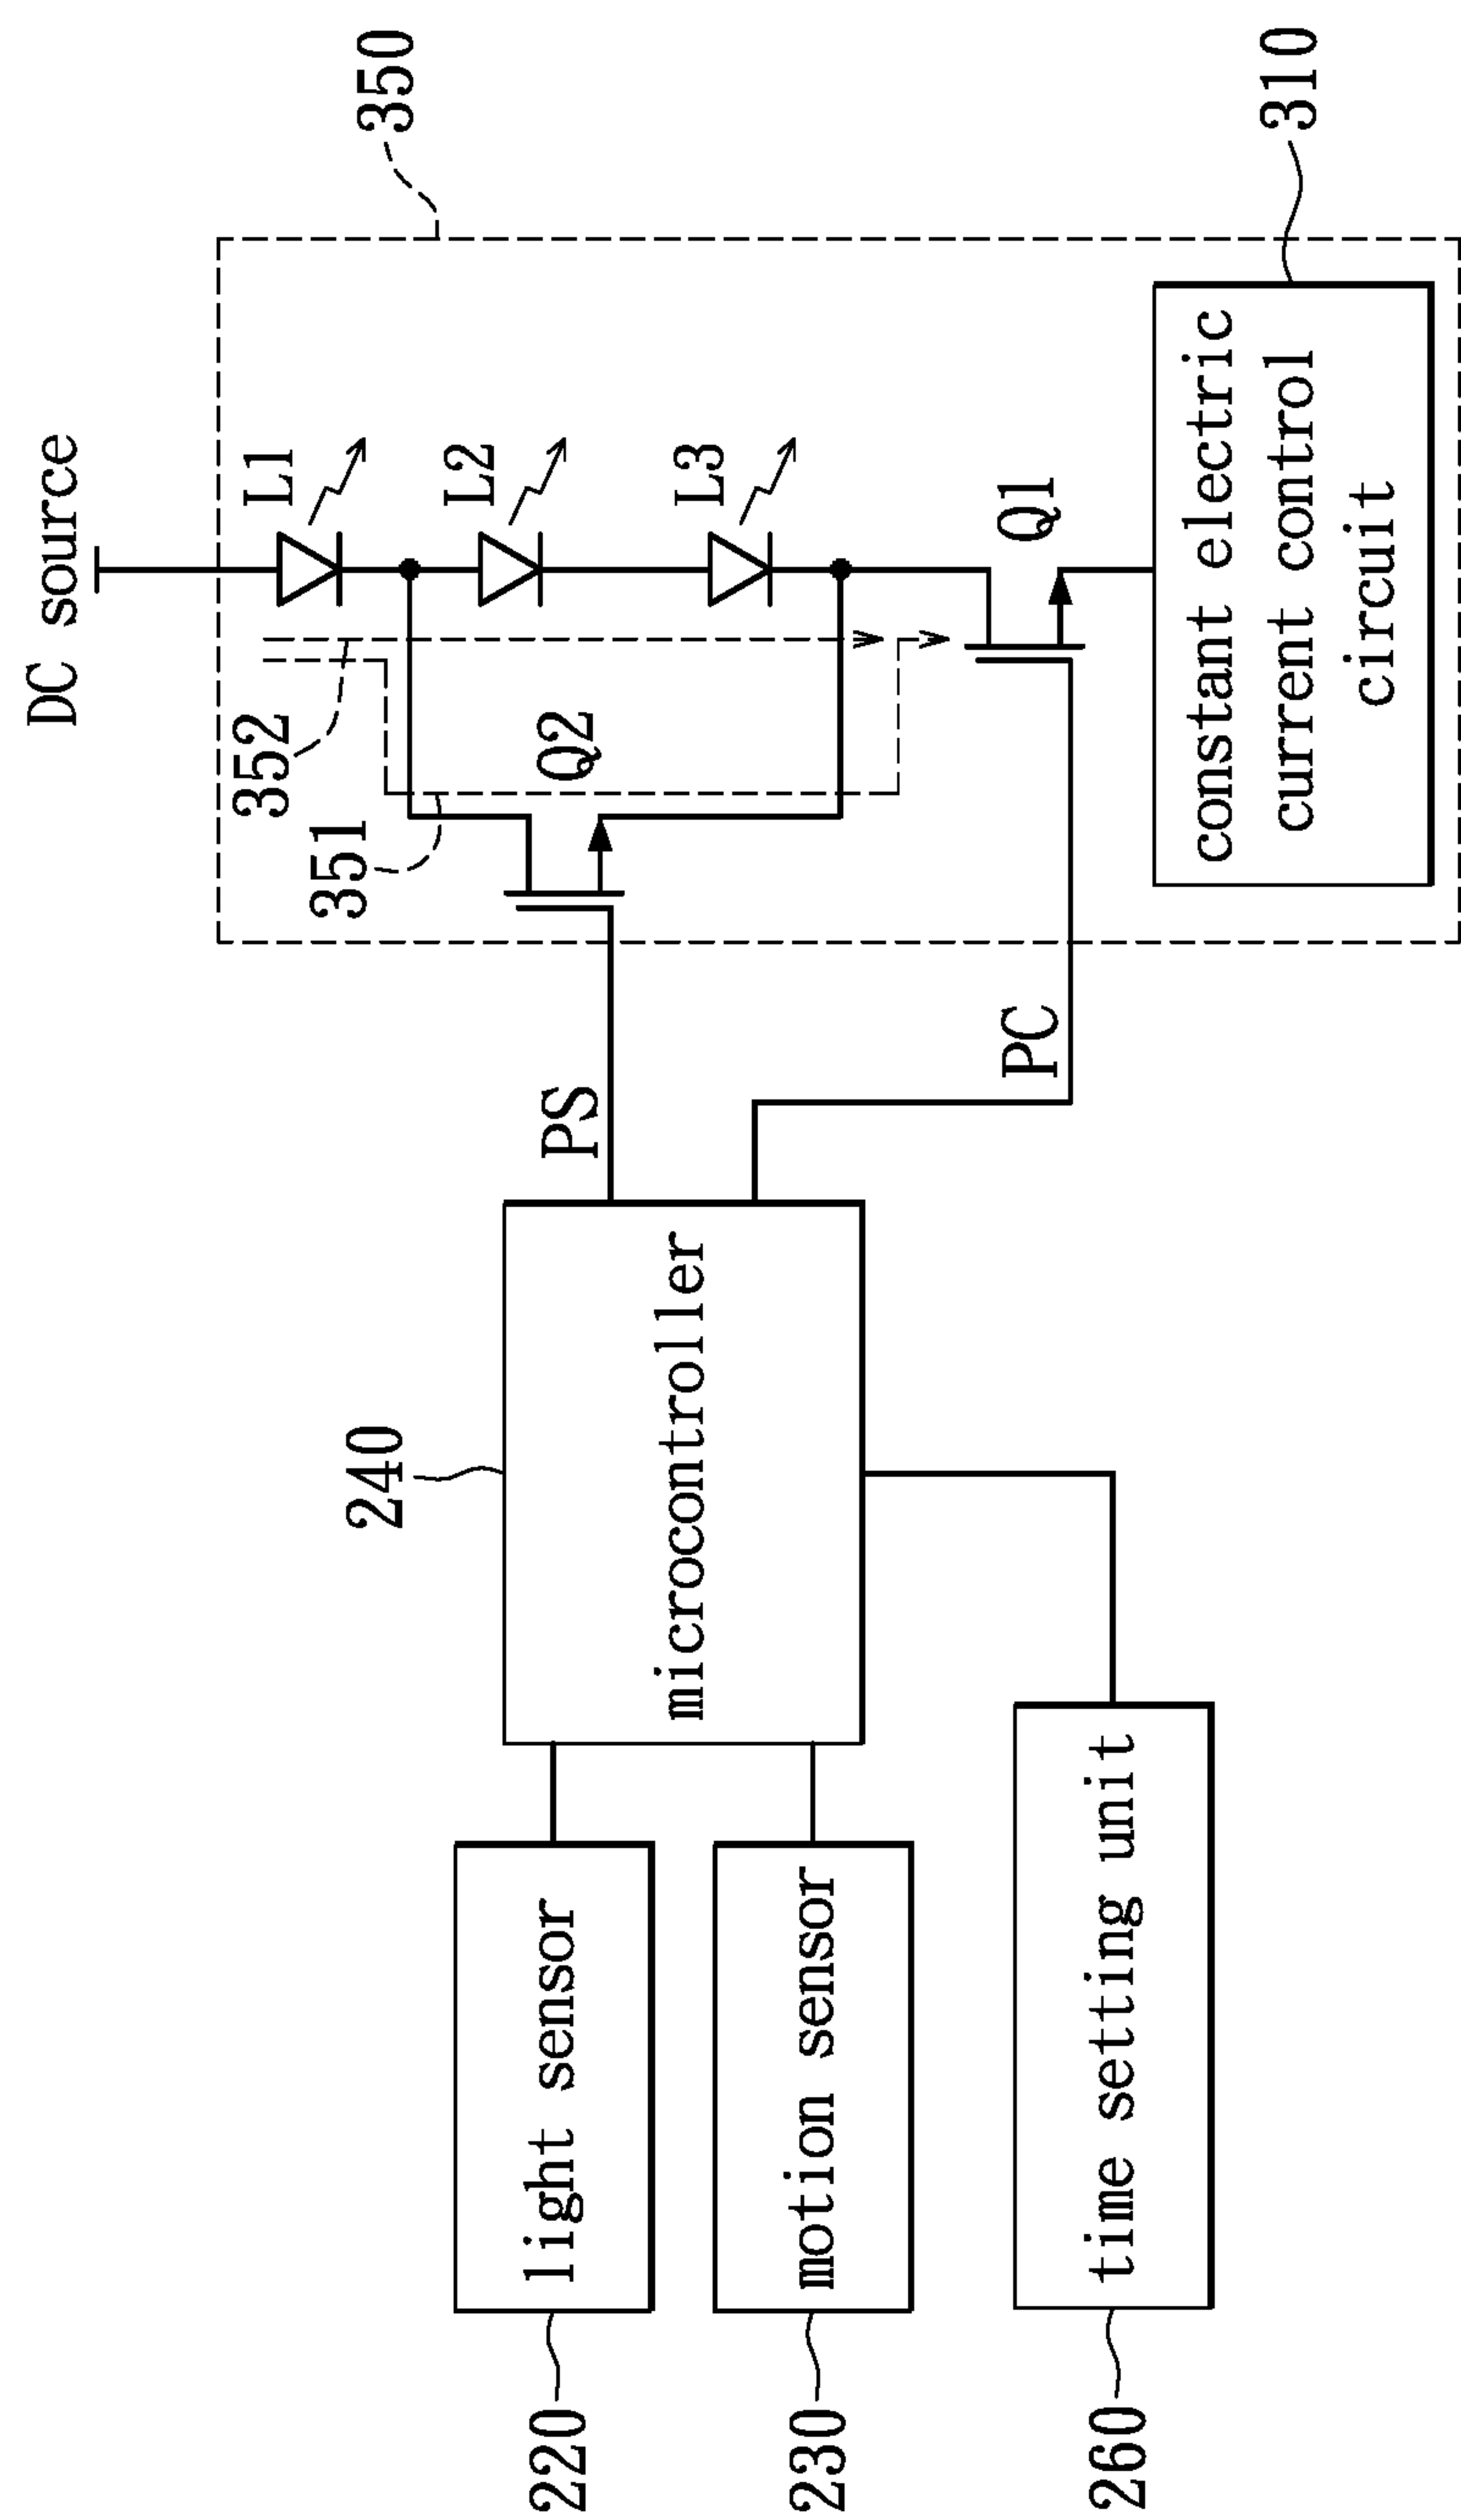 DC source
350
L1
L2
L3
352
351
Q2
Q1
310
constant electric
current control
circuit
PS
PC
240
microcontroller
220
light sensor
230
motion sensor
260
time setting unit